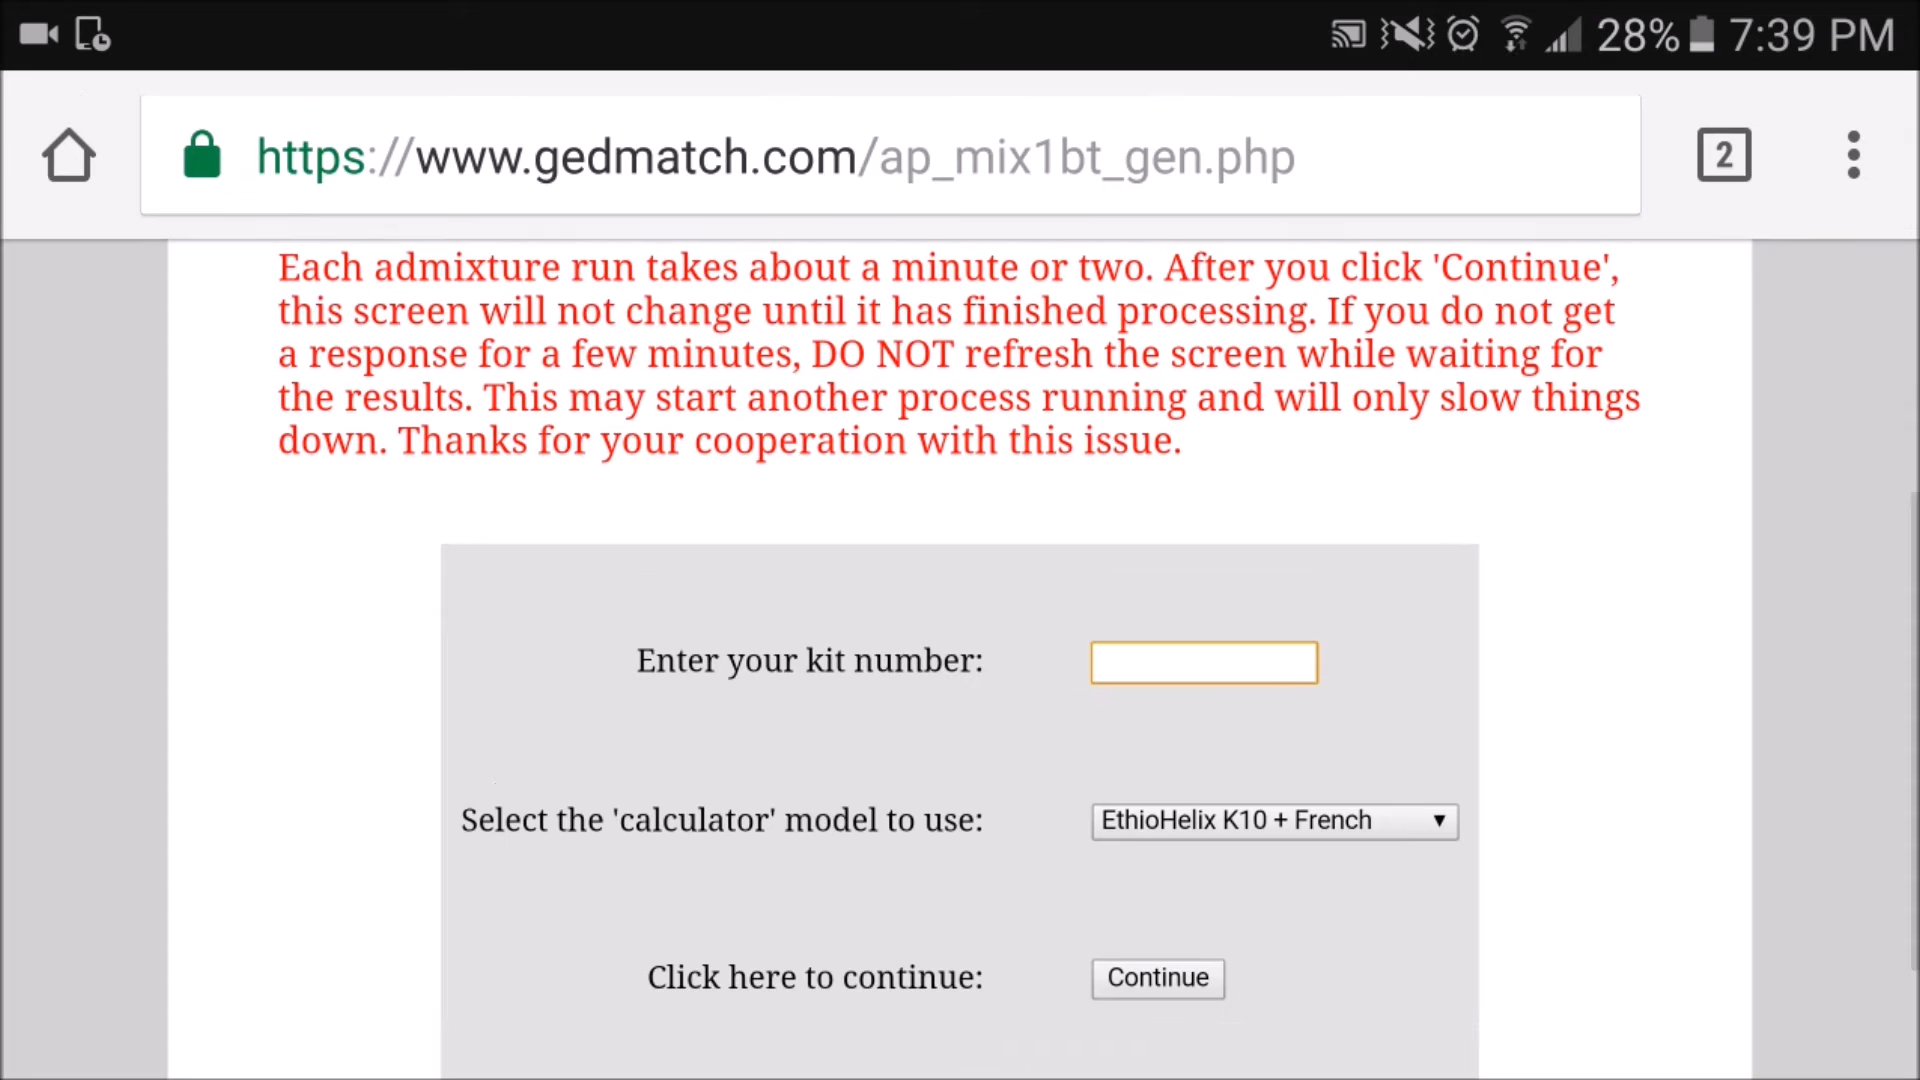 28% 7:39 PM
https://www.gedmatch.com/ap_mix1bt_gen.php
2
Each admixture run takes about a minute or two. After you click 'Continue',
this screen will not change until it has finished processing. If you do not get
a response for a few minutes, DO NOT refresh the screen while waiting for
the results. This may start another process running and will only slow things
down. Thanks for your cooperation with this issue.
Enter your kit number:
Select the 'calculator' model to use: EthioHelix K10 + French
Click here to continue: Continue